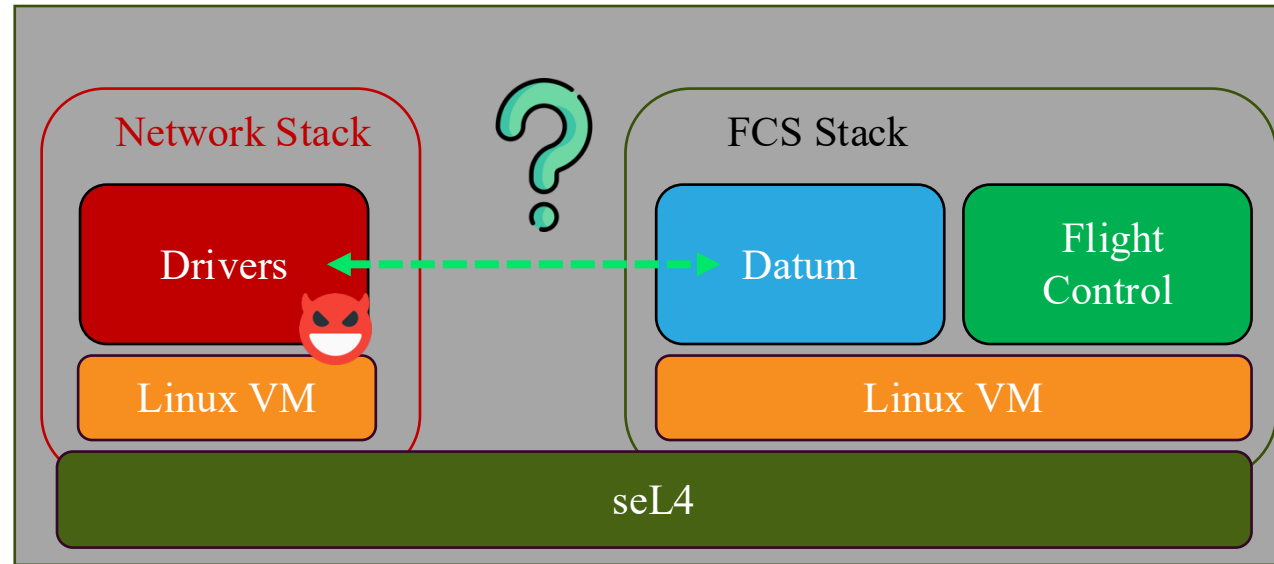 Network Stack
FCS Stack
Drivers
Datum
Flight
Control
Linux VM
Linux VM
seL4